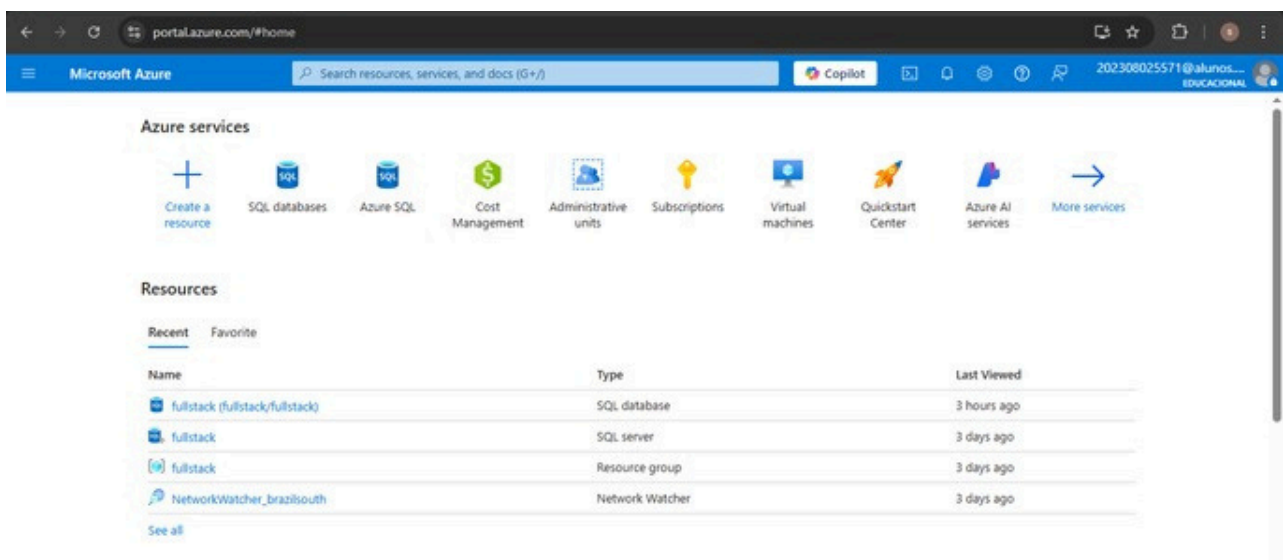 portal.azure.com/#home
Microsoft Azure
Search resources, services, and docs (G+/)
Copilot
202308025571@alunos....
EDUCACIONAL
Azure services
Create a resource
SQL databases
Azure SQL
Cost Management
Administrative units
Subscriptions
Virtual machines
Quickstart Center
Azure AI services
More services
Resources
Recent Favorite
Name Type Last Viewed
fullstack (fullstack/fullstack) SQL database 3 hours ago
fullstack SQL server 3 days ago
fullstack Resource group 3 days ago
NetworkWatcher_brazilsouth Network Watcher 3 days ago
See all